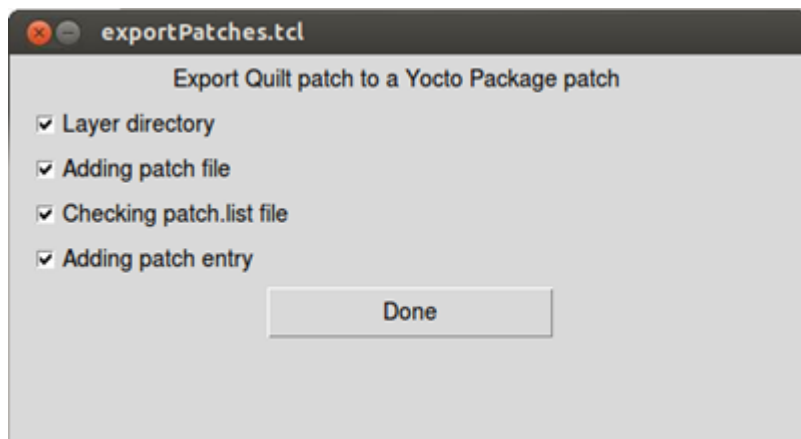 exportPatches.tcl
Export Quilt patch to a Yocto Package patch
Layer directory
Adding patch file
Checking patch.list file
Adding patch entry
Done